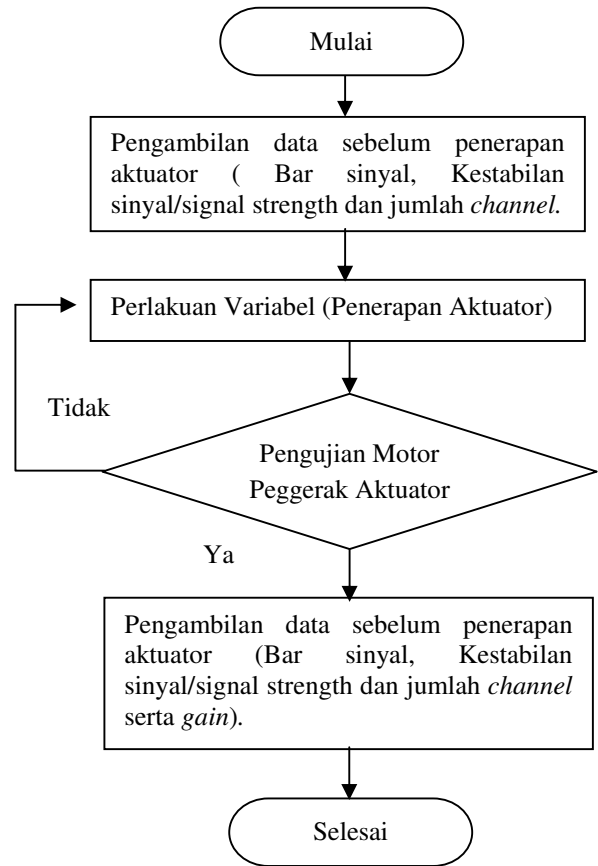 Mulai
Pengambilan data sebelum penerapan
aktuator ( Bar sinyal, Kestabilan
sinyal/signal strength dan jumlah channel.
Perlakuan Variabel (Penerapan Aktuator)
Tidak
Pengujian Motor
Peggerak Aktuator
Ya
Pengambilan data sebelum penerapan
aktuator (Bar sinyal, Kestabilan
sinyal/signal strength dan jumlah channel
serta gain).
Selesai